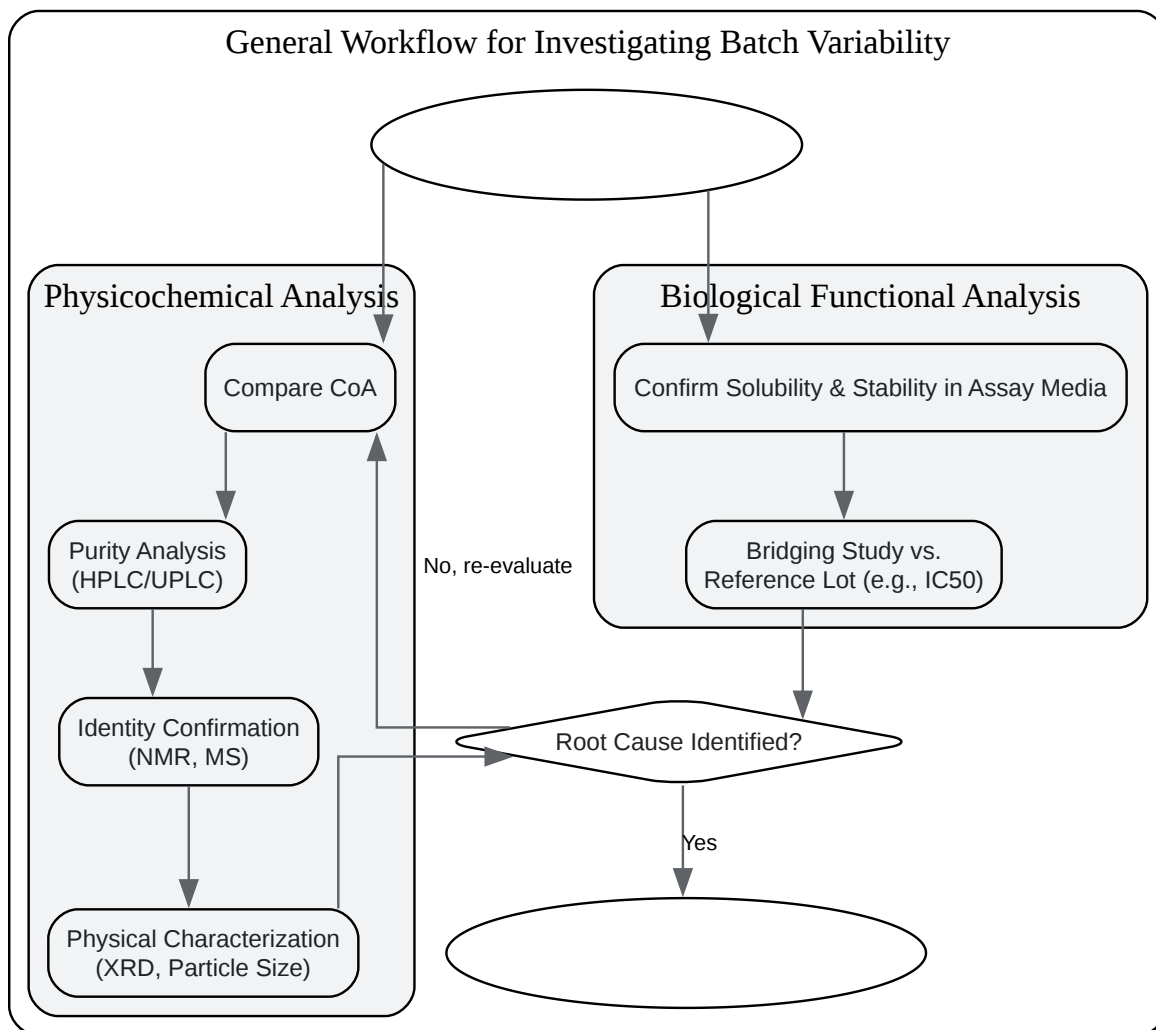 General Workflow for Investigating Batch Variability
Physicochemical Analysis
Biological Functional Analysis
Compare CoA
Confirm Solubility & Stability in Assay Media
Purity Analysis
(HPLC/UPLC)
No, re-evaluate
Bridging Study vs.
Reference Lot (e.g., IC50)
Identity Confirmation
(NMR, MS)
Root Cause Identified?
Yes
Physical Characterization
(XRD, Particle Size)